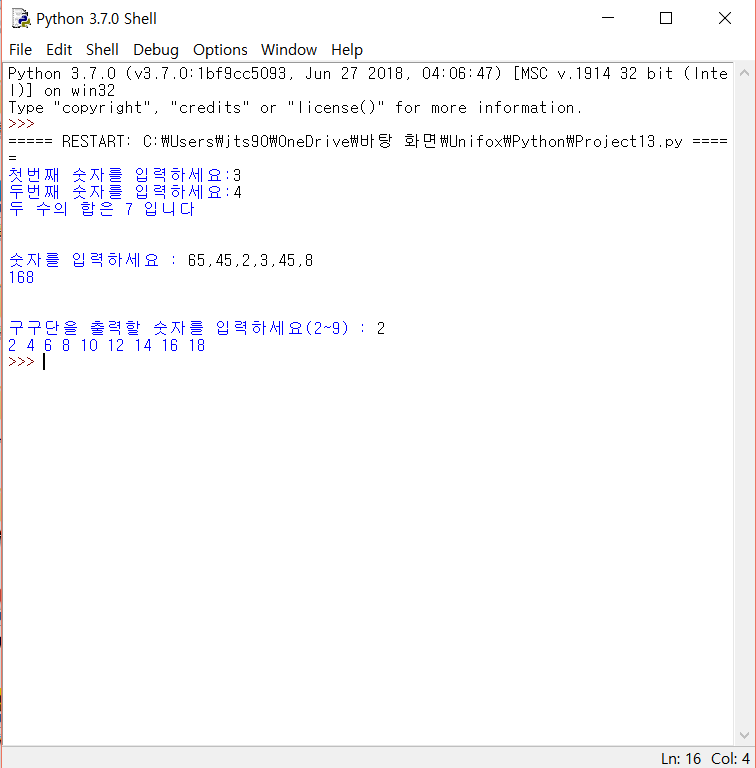 Python 3.7.0 Shell
File Edit Shell Debug Options Window Help
Python 3.7.0 (v3.7.0:1bf9cc5093, Jun 27 2018, 04:06:47) [MSC v.1914 32 bit (Inte
l)] on win32
Type "copyright", "credits" or "license()" for more information.
>>>
===== RESTART: C:₩Users₩jts90₩OneDrive₩바탕 화면₩Unifox₩Python₩Project13.py ====
=
첫번째 숫자를 입력하세요:3
두번째 숫자를 입력하세요:4
두 수의 합은 7 입니다
숫자를 입력하세요 : 65,45,2,3,45,8
168
구구단을 출력할 숫자를 입력하세요(2~9) : 2
2 4 6 8 10 12 14 16 18
>>>
Ln: 16 Col: 4